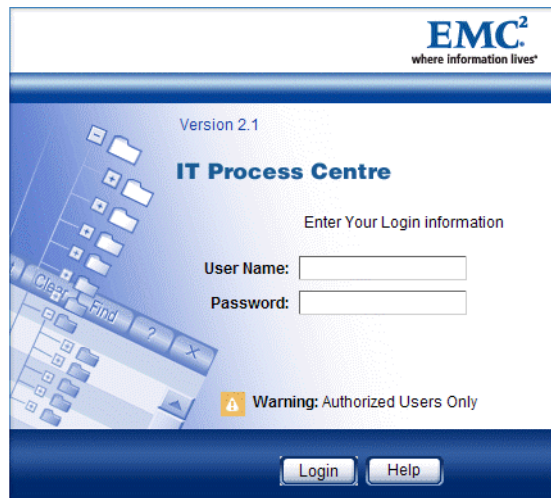 EMC²
where information lives®
Version 2.1
IT Process Centre
Enter Your Login information
User Name:
Password:
Clear
Find
?
X
Warning: Authorized Users Only
Login
Help